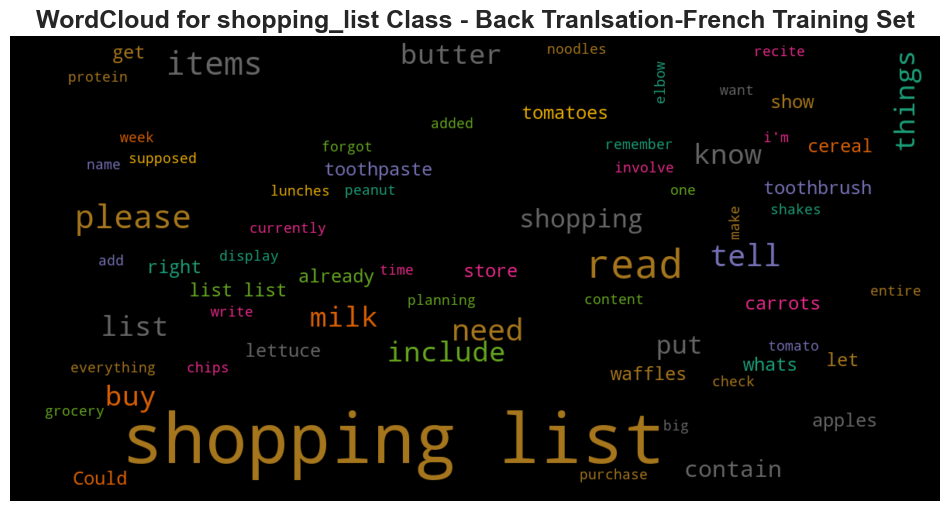 WordCloud for shopping_list Class - Back Tranlsation-French Training Set
get
items
butter
noodles
recite
protein
elbow
want
show
things
tomatoes
added
week
forgot
remember
i'm
cereal
name
supposed
toothpaste
involve
know
lunches
peanut
one
toothbrush
please
currently
shopping
make
shakes
add
right
display
already
time
store
read
tell
list list
planning
content
carrots
entire
write
milk
list
need
lettuce
include
put
tomato
everything
chips
waffles
check
whats
let
buy
grocery
shopping list
big
apples
Could
purchase
contain